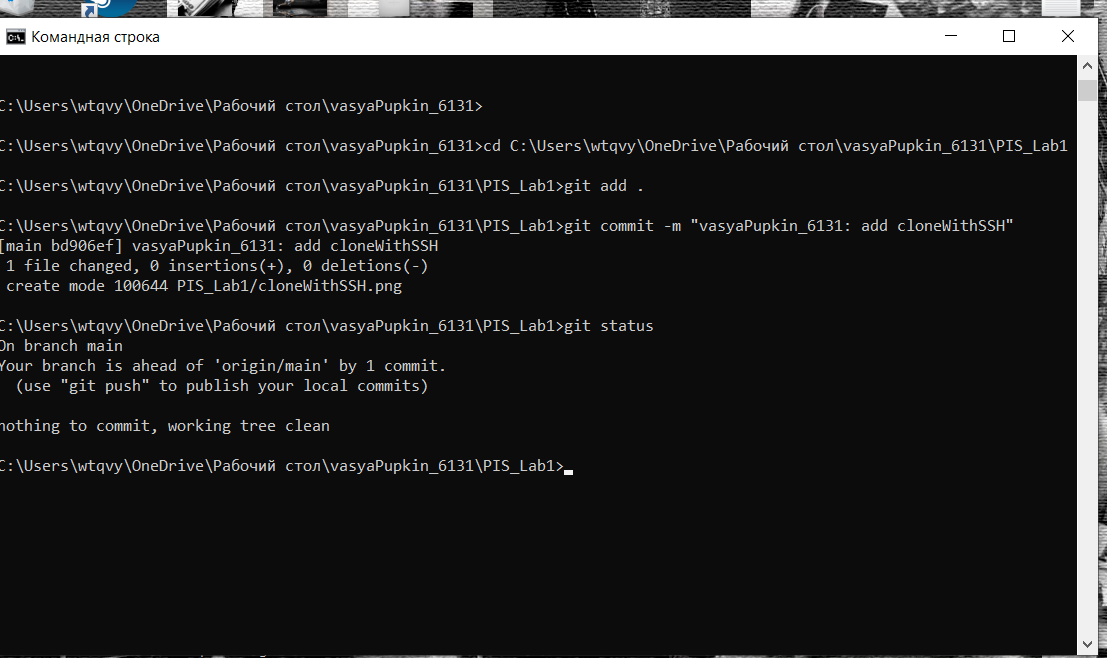 Командная строка
C:\Users\wtqvy\OneDrive\Рабочий стол\vasyaPupkin_6131>
C:\Users\wtqvy\OneDrive\Рабочий стол\vasyaPupkin_6131>cd C:\Users\wtqvy\OneDrive\Рабочий стол\vasyaPupkin_6131\PIS_Lab1
C:\Users\wtqvy\OneDrive\Рабочий стол\vasyaPupkin_6131\PIS_Lab1>git add .
C:\Users\wtqvy\OneDrive\Рабочий стол\vasyaPupkin_6131\PIS_Lab1>git commit -m "vasyaPupkin_6131: add cloneWithSSH"
[main bd906ef] vasyaPupkin_6131: add cloneWithSSH
1 file changed, 0 insertions(+), 0 deletions(-)
create mode 100644 PIS_Lab1/cloneWithSSH.png
C:\Users\wtqvy\OneDrive\Рабочий стол\vasyaPupkin_6131\PIS_Lab1>git status
On branch main
Your branch is ahead of 'origin/main' by 1 commit.
(use "git push" to publish your local commits)
nothing to commit, working tree clean
C:\Users\wtqvy\OneDrive\Рабочий стол\vasyaPupkin_6131\PIS_Lab1>